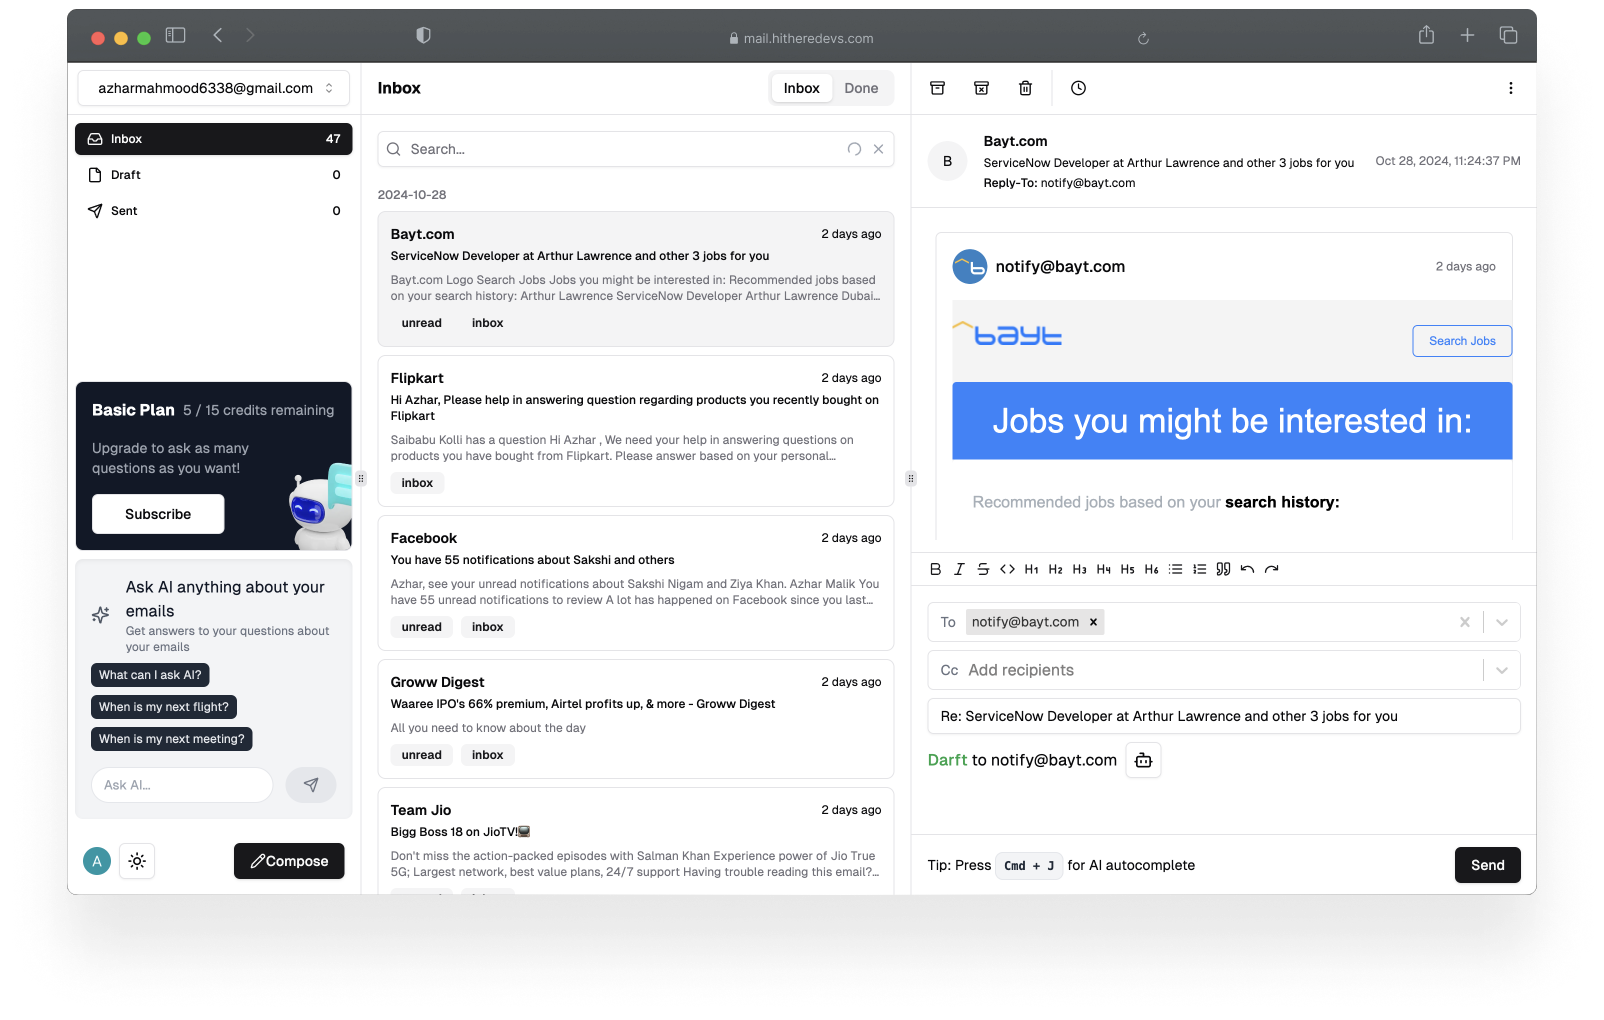 mail.hitheredevs.com
azharmahmood6338@gmail.com
Inbox 47
Draft 0
Sent 0
Basic Plan 5 / 15 credits remaining
Upgrade to ask as many
questions as you want!
Subscribe
Ask AI anything about your
emails
Get answers to your questions about
your emails
What can I ask AI?
When is my next flight?
When is my next meeting?
Ask AI...
A
Compose
Inbox
Inbox Done
Search...
2024-10-28
Bayt.com 2 days ago
ServiceNow Developer at Arthur Lawrence and other 3 jobs for you
Bayt.com Logo Search Jobs Jobs you might be interested in: Recommended jobs based
on your search history: Arthur Lawrence ServiceNow Developer Arthur Lawrence Dubai...
unread inbox
Flipkart 2 days ago
Hi Azhar, Please help in answering question regarding products you recently bought on
Flipkart
Saibabu Kolli has a question Hi Azhar , We need your help in answering questions on
products you have bought from Flipkart. Please answer based on your personal...
inbox
Facebook 2 days ago
You have 55 notifications about Sakshi and others
Azhar, see your unread notifications about Sakshi Nigam and Ziya Khan. Azhar Malik You
have 55 unread notifications to review A lot has happened on Facebook since you last...
unread inbox
Groww Digest 2 days ago
Waaree IPO's 66% premium, Airtel profits up, & more - Groww Digest
All you need to know about the day
unread inbox
Team Jio 2 days ago
Bigg Boss 18 on JioTV!
Don't miss the action-packed episodes with Salman Khan Experience power of Jio True
5G; Largest network, best value plans, 24/7 support Having trouble reading this email?...
B
Bayt.com
ServiceNow Developer at Arthur Lawrence and other 3 jobs for you
Reply-To: notify@bayt.com
Oct 28, 2024, 11:24:37 PM
notify@bayt.com 2 days ago
bayt
Search Jobs
Jobs you might be interested in:
Recommended jobs based on your search history:
B I S <> H1 H2 H3 H4 H5 H6
To notify@bayt.com
Cc Add recipients
Re: ServiceNow Developer at Arthur Lawrence and other 3 jobs for you
Darft to notify@bayt.com
Tip: Press Cmd + J for AI autocomplete
Send